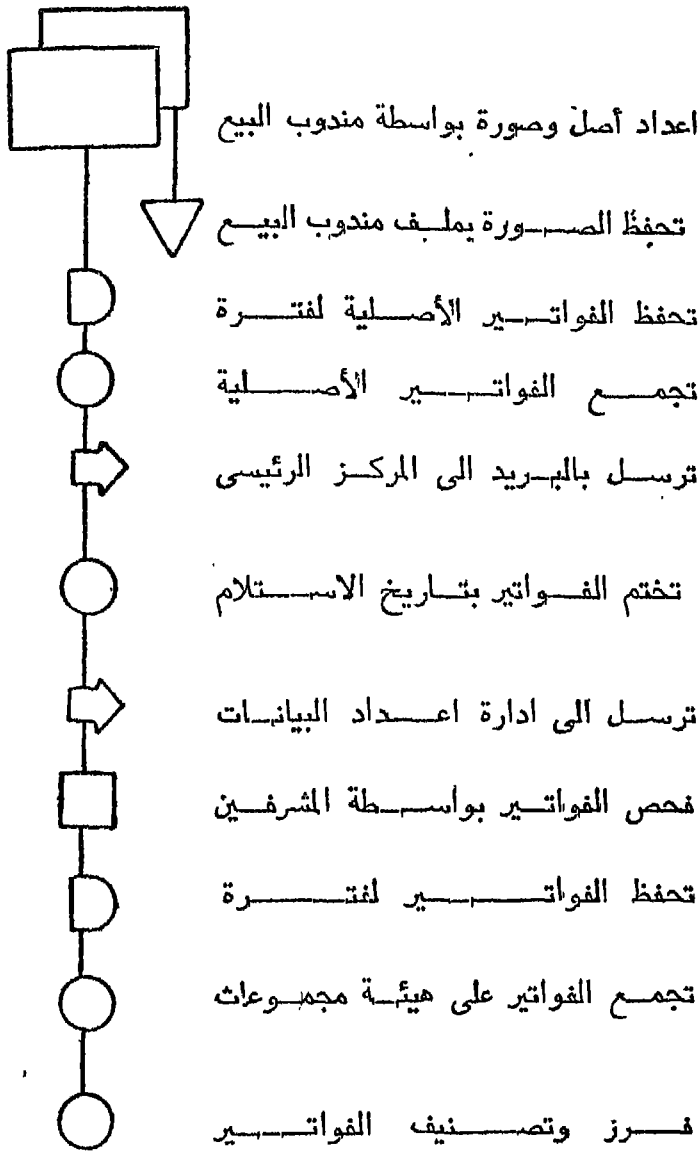 اعداد أصل وصورة بواسطة مندوب البيع
تحفظ الصورة بملف مندوب البيع
تحفظ الفواتير الأصلية لفترة
تجمع الفواتير الأصلية
ترسل بالبريد الى المركز الرئيسى
تختم الفواتير بتاريخ الاستلام
ترسل الى ادارة اعداد البيانات
فحص الفواتير بواسطة المشرفين
تحفظ الفواتير لفترة
تجمع الفواتير على هيئة مجموعات
فرز وتصنيف الفواتير